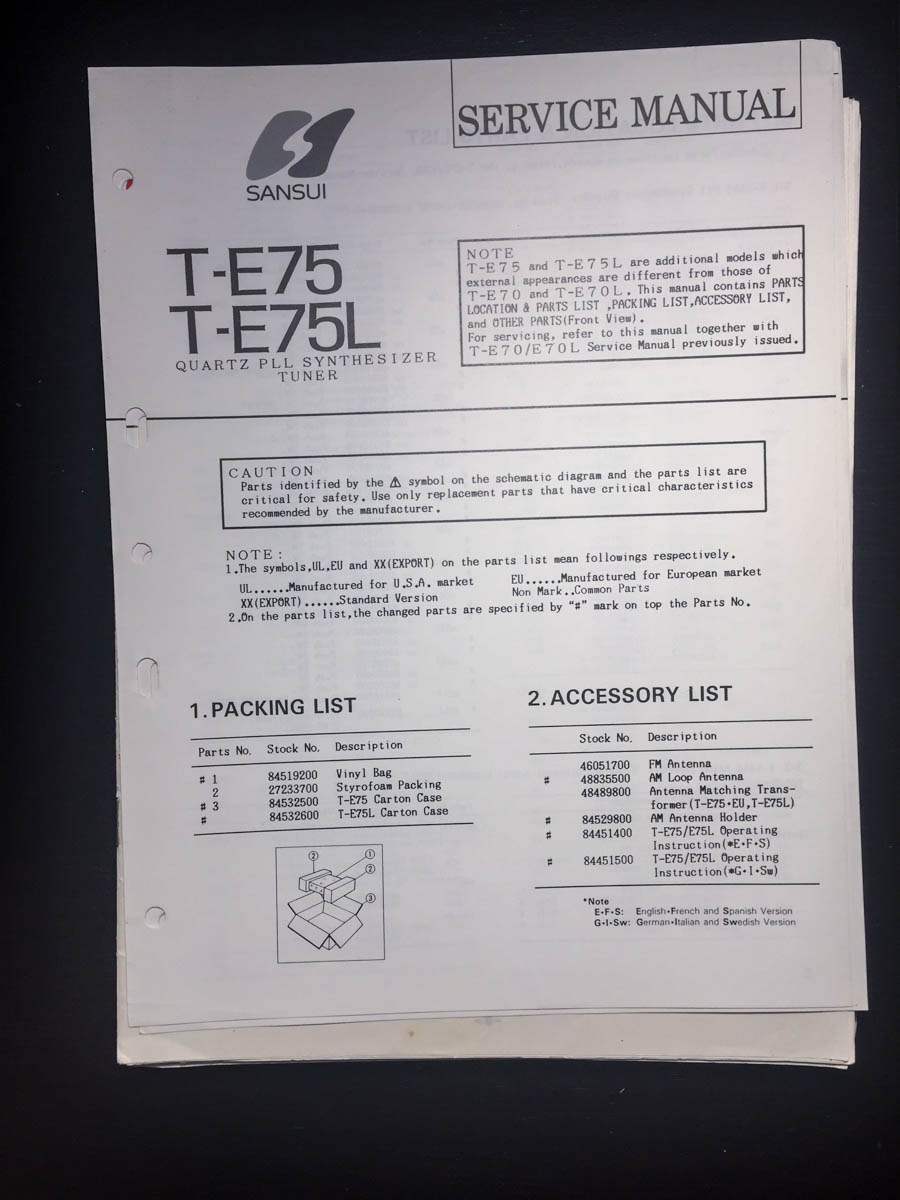 SERVICE MANUAL
SANSUI
T-E75
T-E75L
QUARTZ PLL SYNTHESIZER
TUNER
NOTE
T-E75 and T-E75L are additional models which
external appearances are different from those of
T-E70 and T-E70L. This manual contains PARTS
LOCATION & PARTS LIST ,PACKING LIST,ACCESSORY LIST,
and OTHER PARTS(Front View).
For servicing, refer to this manual together with
T-E70/E70L Service Manual previously issued.
CAUTION
Parts identified by the ⚠ symbol on the schematic diagram and the parts list are
critical for safety. Use only replacement parts that have critical characteristics
recommended by the manufacturer.
NOTE:
1.The symbols,UL,EU and XX(EXPORT) on the parts list mean followings respectively.
UL......Manufactured for U.S.A. market EU......Manufactured for European market
XX(EXPORT)......Standard Version Non Mark..Common Parts
2.On the parts list,the changed parts are specified by "#" mark on top the Parts No.
1.PACKING LIST
Parts No. Stock No. Description
# 1 84519200 Vinyl Bag
2 27233700 Styrofoam Packing
# 3 84532500 T-E75 Carton Case
# 84532600 T-E75L Carton Case
② ① ② ③
2.ACCESSORY LIST
Stock No. Description
46051700 FM Antenna
# 48835500 AM Loop Antenna
48489800 Antenna Matching Trans-
former(T-E75•EU,T-E75L)
# 84529800 AM Antenna Holder
# 84451400 T-E75/E75L Operating
Instruction(*E•F•S)
# 84451500 T-E75/E75L Operating
Instruction(*G•I•Sw)
*Note
E•F•S: English•French and Spanish Version
G•I•Sw: German•Italian and Swedish Version